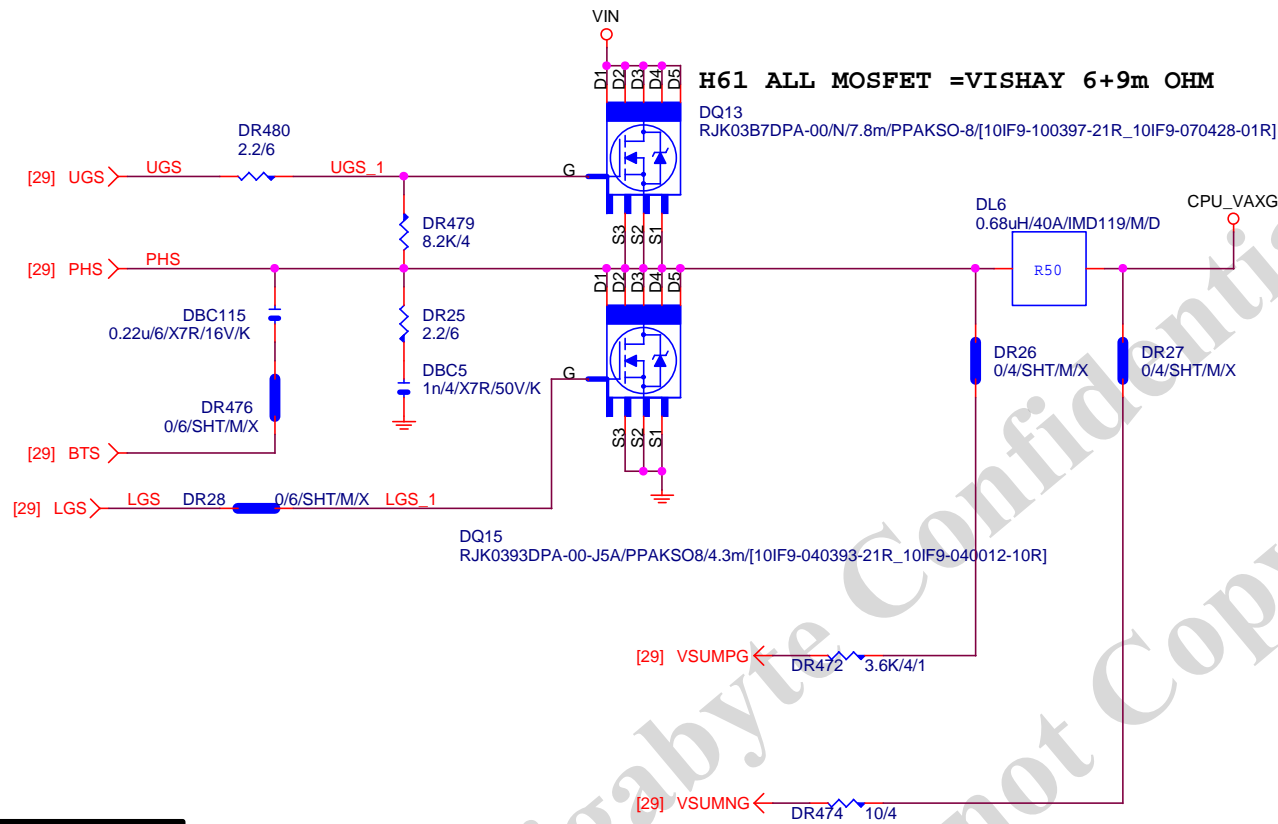 VIN
D1 D2 D3 D4 D5
H61 ALL MOSFET =VISHAY 6+9m OHM
DQ13
RJK03B7DPA-00/N/7.8m/PPAKSO-8/[10IF9-100397-21R_10IF9-070428-01R]
DR480
2.2/6
[29] UGS
UGS
UGS_1
G
DR479
8.2K/4
S3 S2 S1
DL6
0.68uH/40A/IMD119/M/D
CPU_VAXG
[29] PHS
PHS
D1 D2 D3 D4 D5
R50
DBC115
0.22u/6/X7R/16V/K
DR25
2.2/6
DBC5
1n/4/X7R/50V/K
G
DR26
0/4/SHT/M/X
DR27
0/4/SHT/M/X
DR476
0/6/SHT/M/X
S3 S2 S1
[29] BTS
[29] LGS
LGS
DR28
0/6/SHT/M/X
LGS_1
DQ15
RJK0393DPA-00-J5A/PPAKSO8/4.3m/[10IF9-040393-21R_10IF9-040012-10R]
[29] VSUMPG
DR472
3.6K/4/1
[29] VSUMNG
DR474
10/4